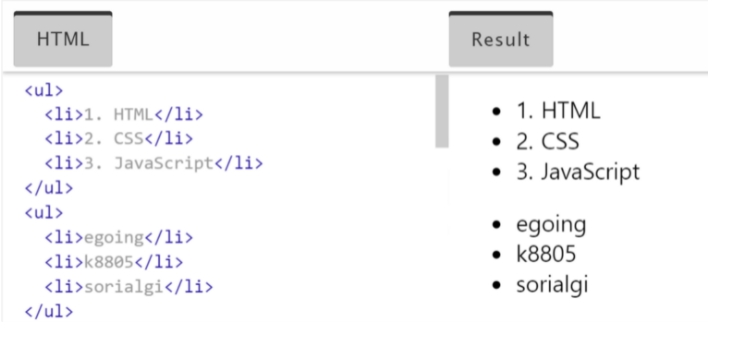 HTML
<ul>
  <li>1. HTML</li>
  <li>2. CSS</li>
  <li>3. JavaScript</li>
</ul>
<ul>
  <li>egoing</li>
  <li>k8805</li>
  <li>sorialgi</li>
</ul>
Result
• 1. HTML
• 2. CSS
• 3. JavaScript
• egoing
• k8805
• sorialgi